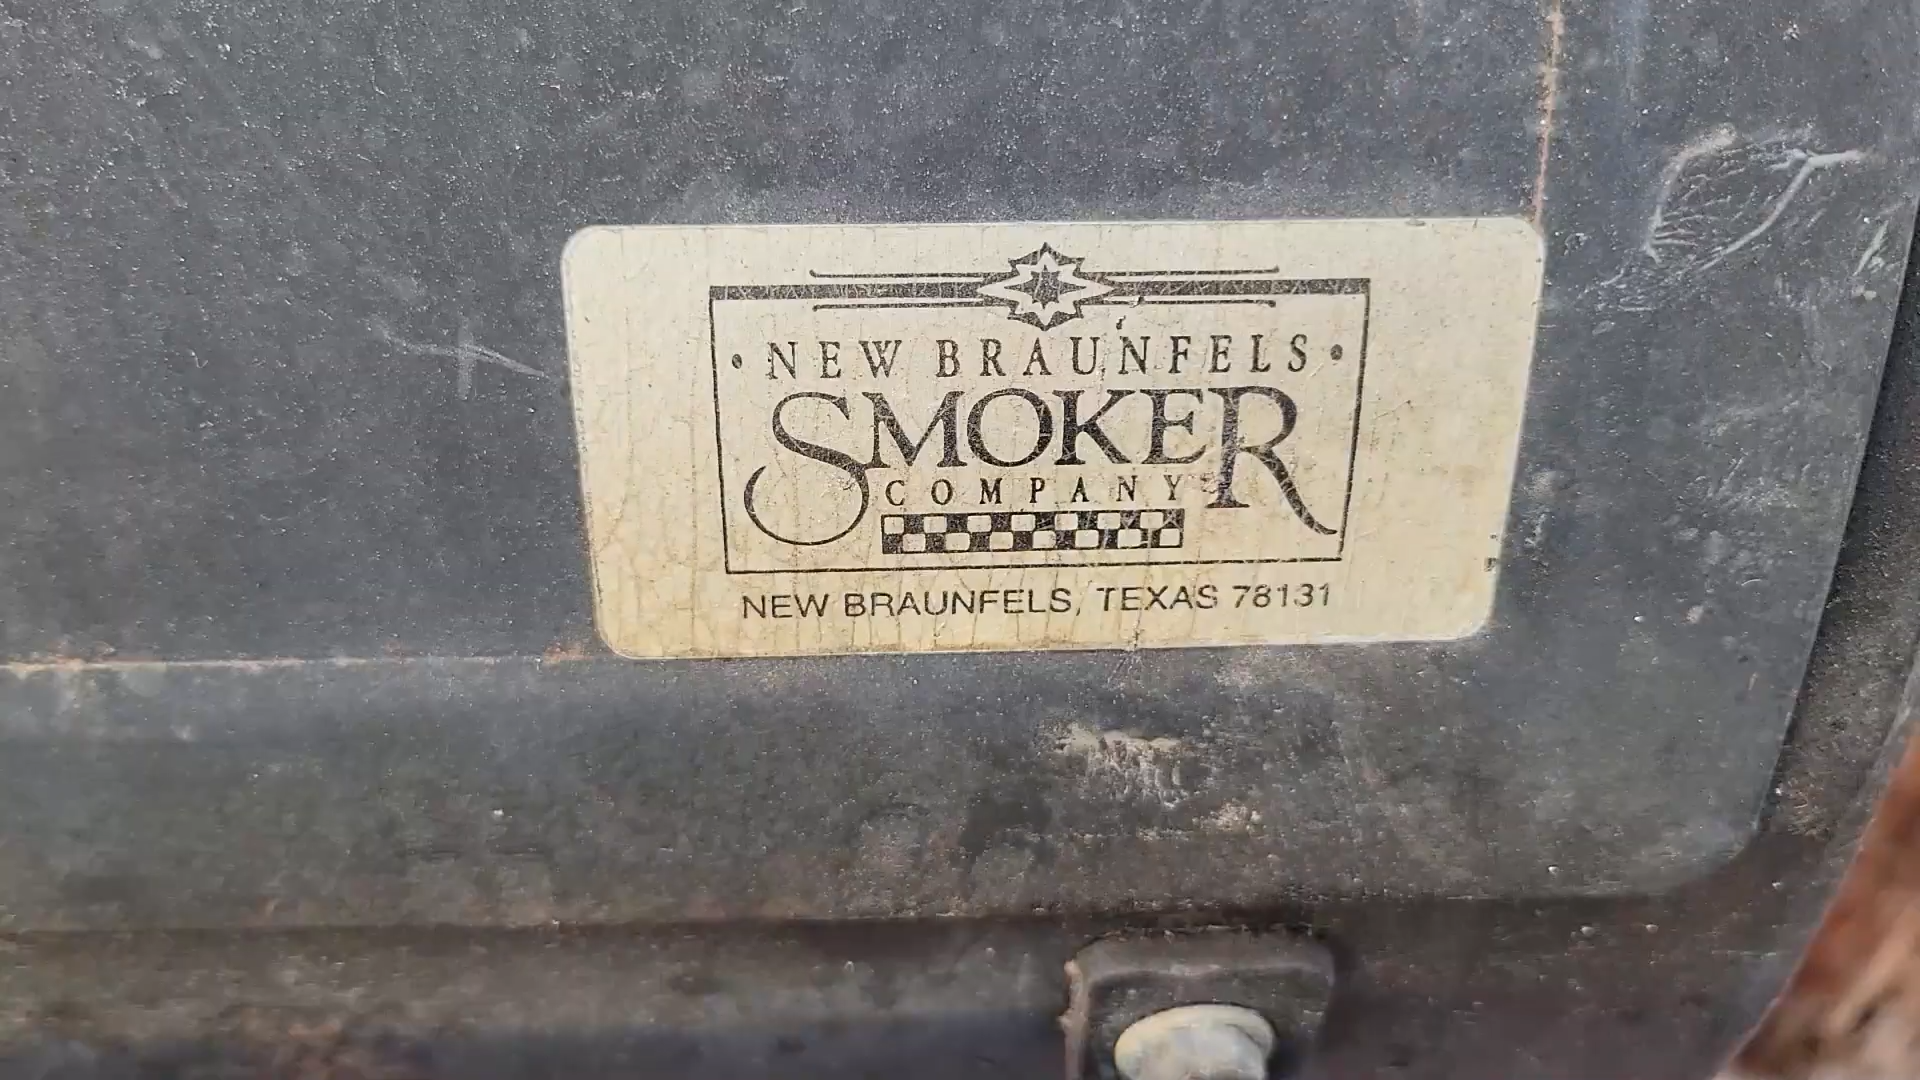 • NEW BRAUNFELS •
SMOKER
COMPANY
NEW BRAUNFELS, TEXAS 78131